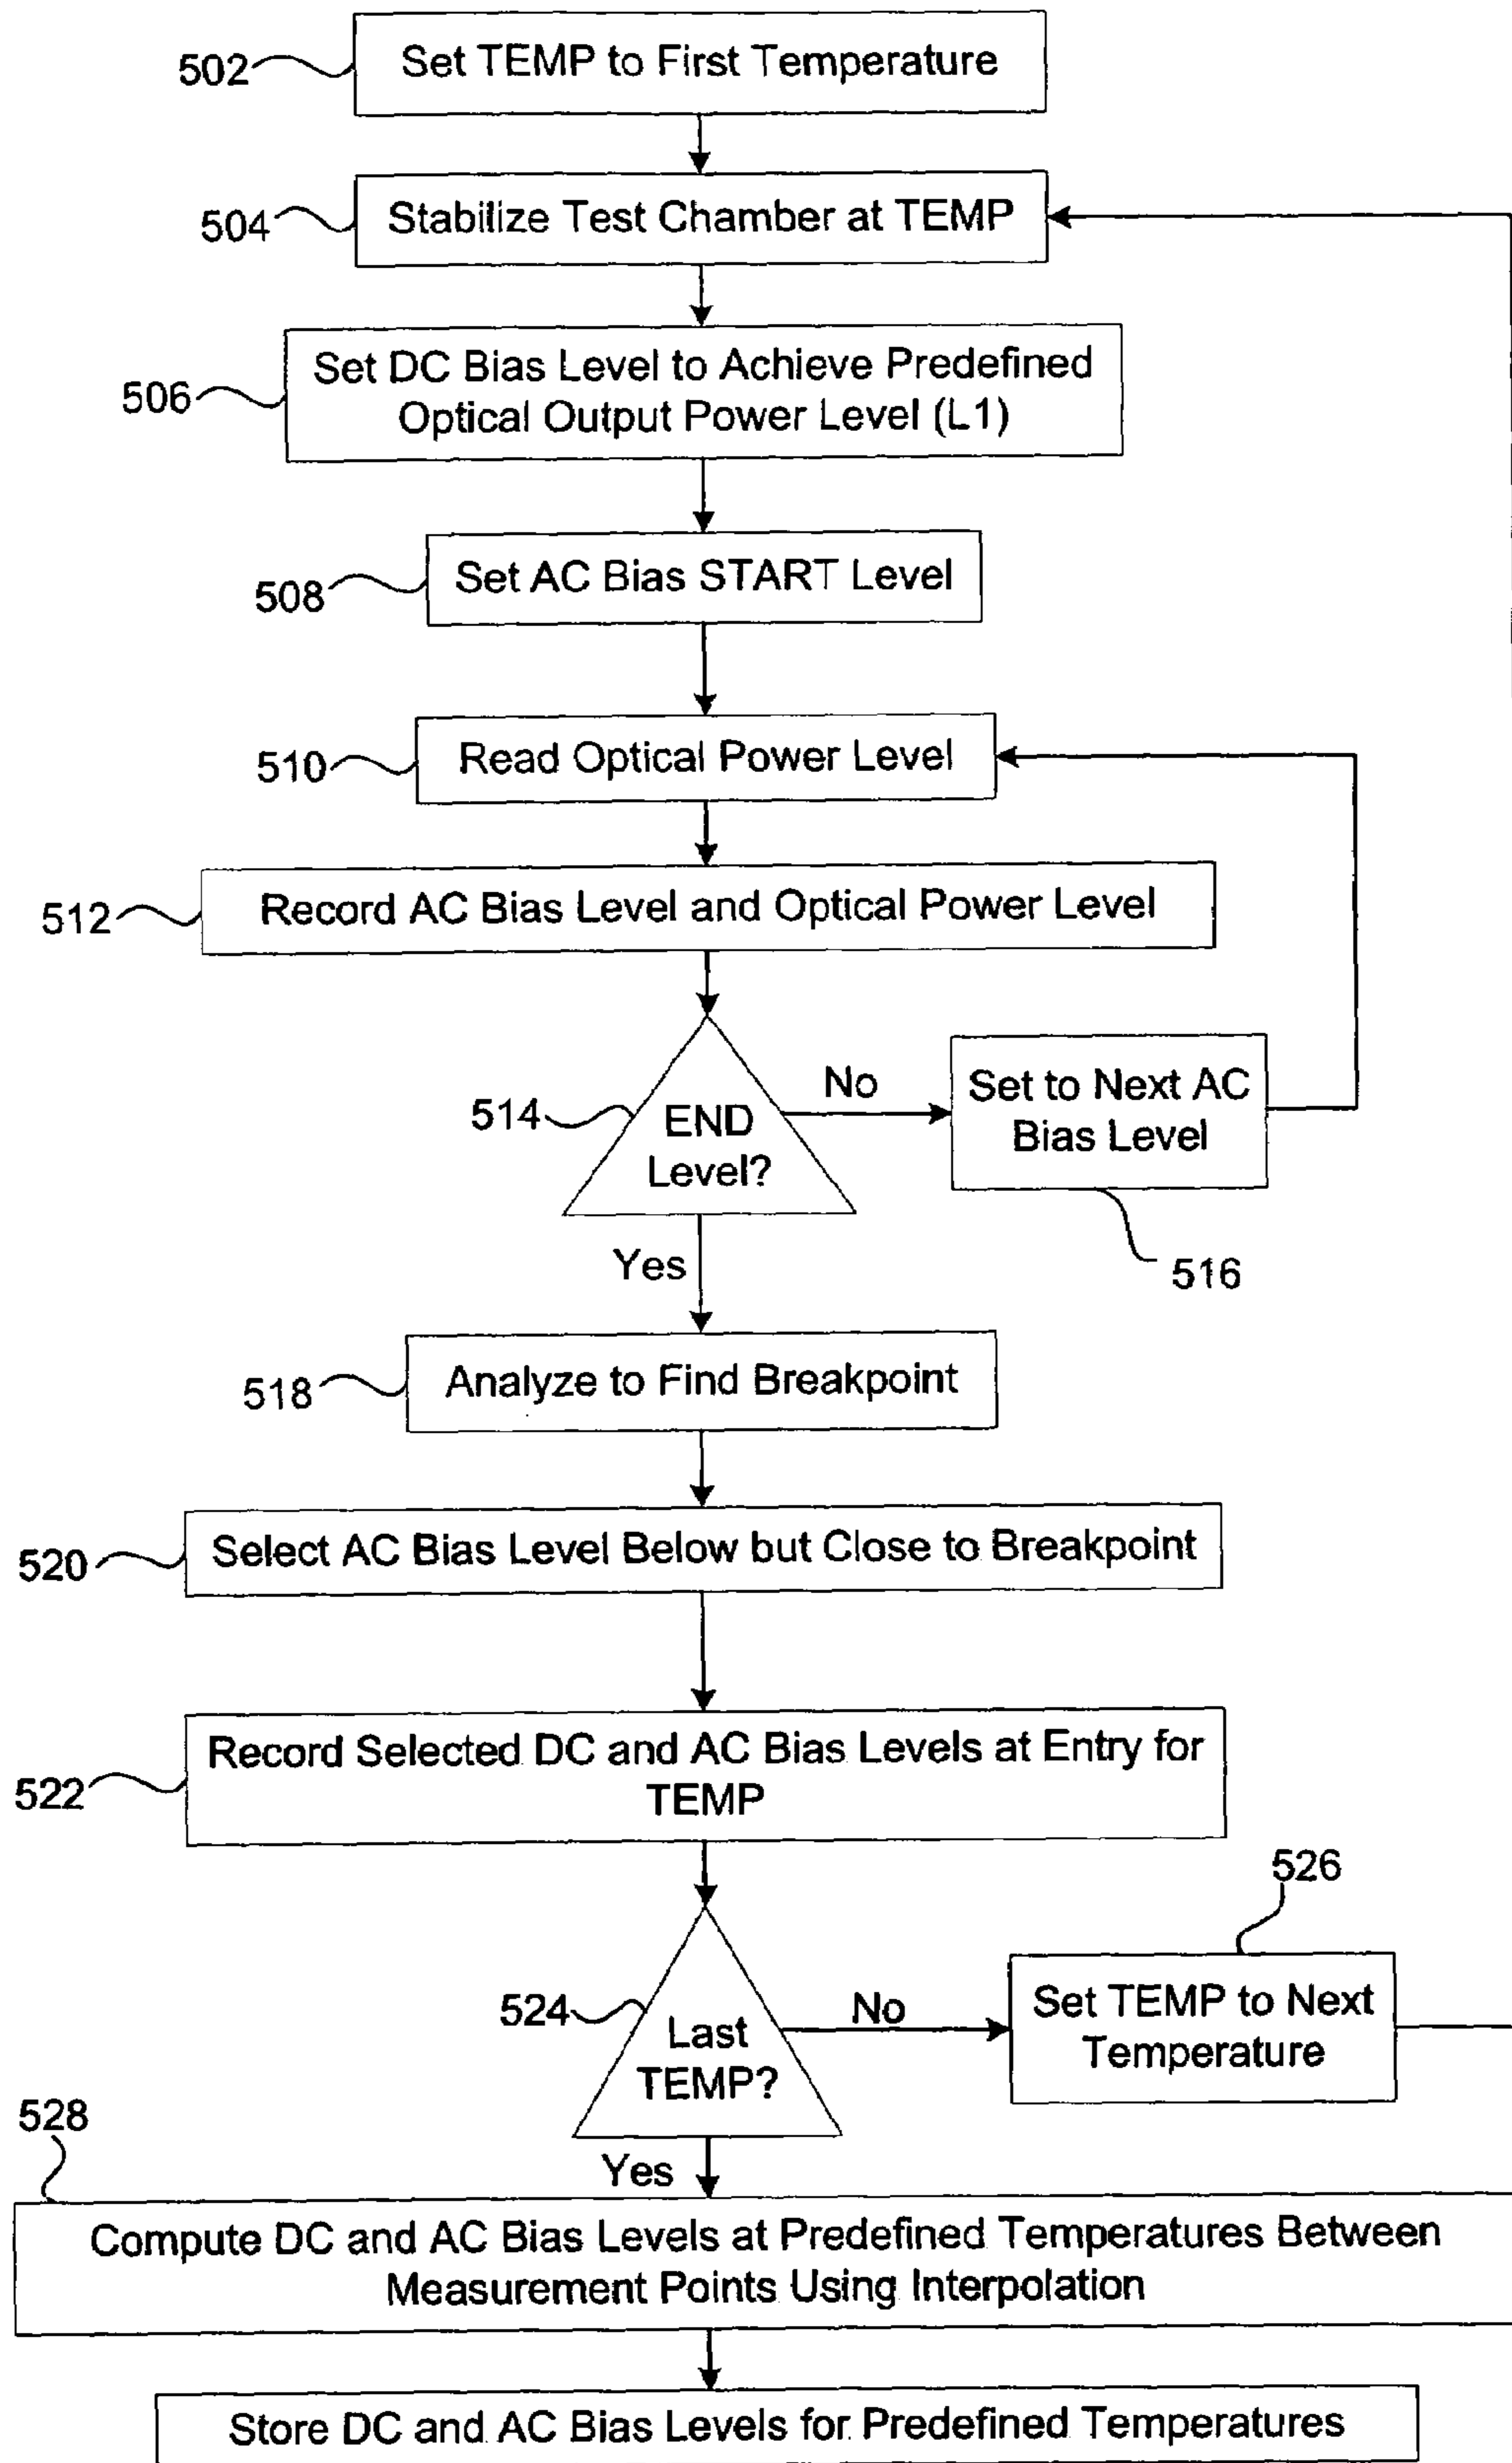 502
Set TEMP to First Temperature
504
Stabilize Test Chamber at TEMP
506
Set DC Bias Level to Achieve Predefined
Optical Output Power Level (L1)
508
Set AC Bias START Level
510
Read Optical Power Level
512
Record AC Bias Level and Optical Power Level
514
END
Level?
No
Set to Next AC
Bias Level
516
Yes
518
Analyze to Find Breakpoint
520
Select AC Bias Level Below but Close to Breakpoint
522
Record Selected DC and AC Bias Levels at Entry for
TEMP
524
Last
TEMP?
No
526
Set TEMP to Next
Temperature
Yes
528
Compute DC and AC Bias Levels at Predefined Temperatures Between
Measurement Points Using Interpolation
Store DC and AC Bias Levels for Predefined Temperatures